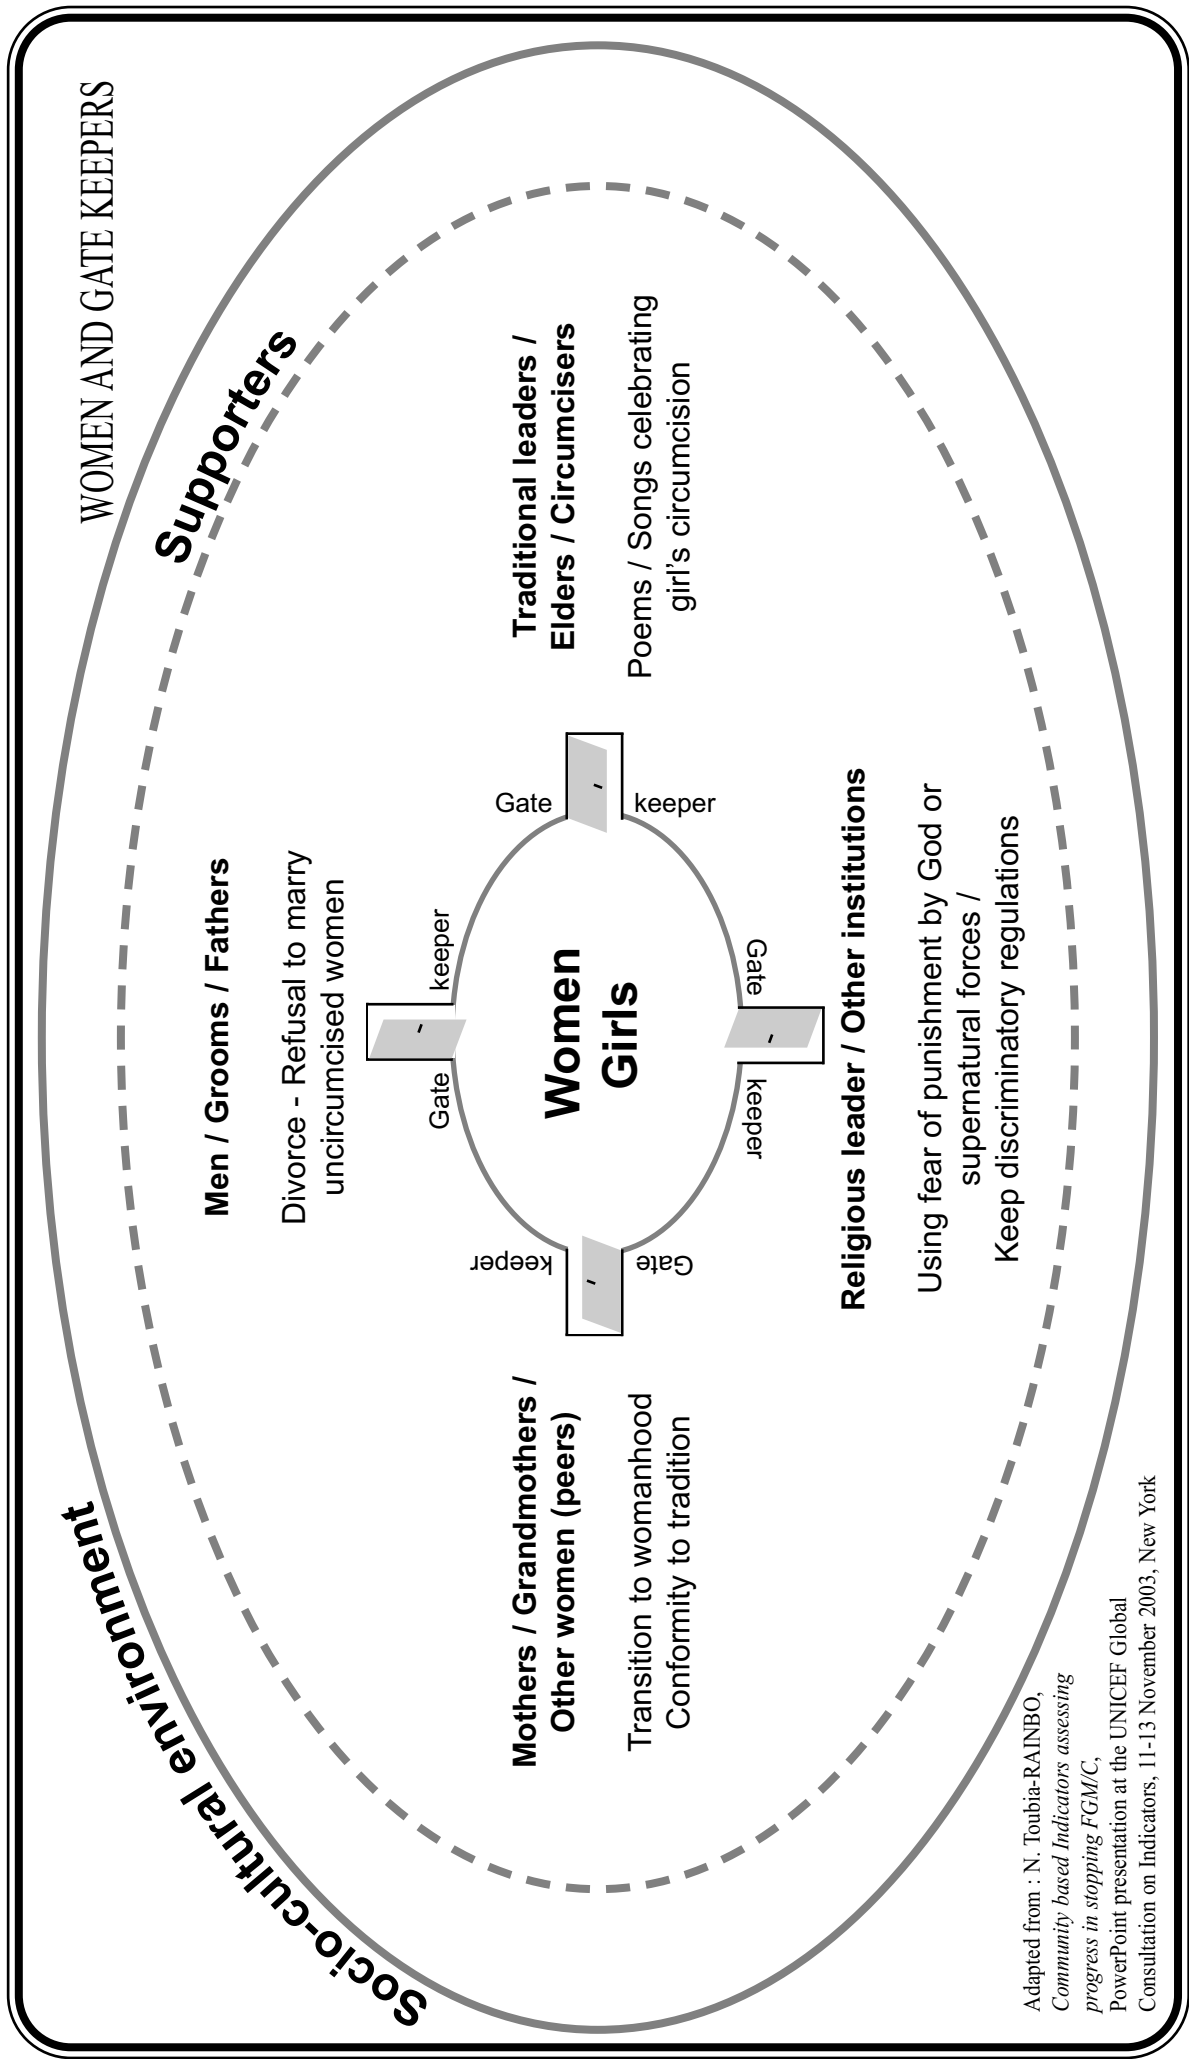 WOMEN AND GATE KEEPERS
Socio-cultural environment
Supporters
Men / Grooms / Fathers
Divorce - Refusal to marry
uncircumcised women
Gate
keeper
Mothers / Grandmothers /
Other women (peers)
Transition to womanhood
Conformity to tradition
keeper
Gate
Women
Girls
Gate
keeper
Traditional leaders /
Elders / Circumcisers
Poems / Songs celebrating
girl's circumcision
keeper
Gate
Religious leader / Other institutions
Using fear of punishment by God or
supernatural forces /
Keep discriminatory regulations
Adapted from : N. Toubia-RAINBO,
Community based Indicators assessing
progress in stopping FGM/C,
PowerPoint presentation at the UNICEF Global
Consultation on Indicators, 11-13 November 2003, New York